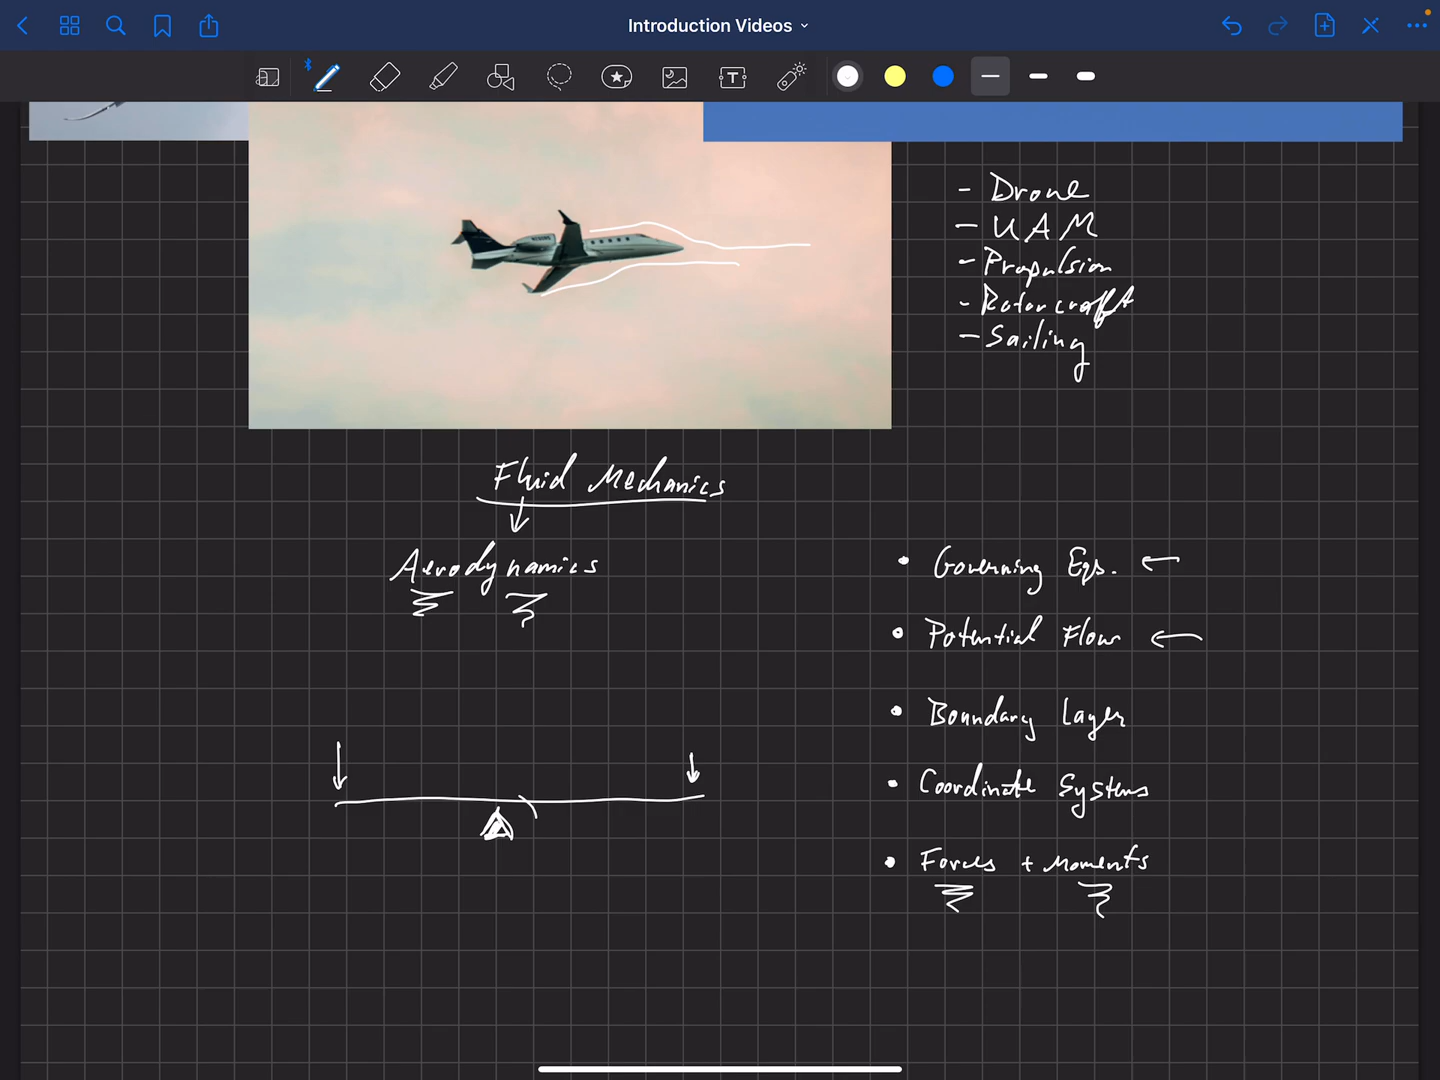 Introduction Videos
- Drone
- UAM
- Propulsion
- Rotorcraft
- Sailing
Fluid Mechanics
Aerodynamics
• Governing Eqs.
• Potential Flow
• Boundary Layer
• Coordinate Systems
• Forces + Moments